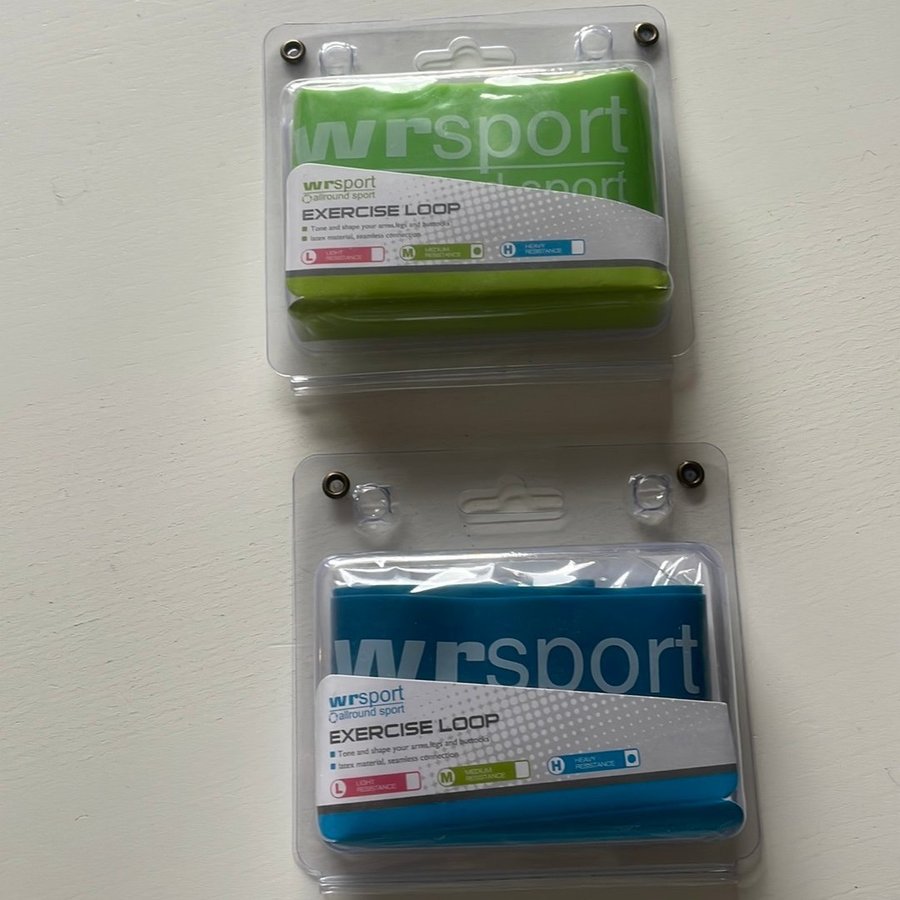 wrsport
d sport
wrsport
allround sport
EXERCISE LOOP
Tone and shape your arms,legs and buttocks
latex material, seamless connection
L LIGHT RESISTANCE M MEDIUM RESISTANCE H HEAVY RESISTANCE
wrsport
wrsport
allround sport
EXERCISE LOOP
Tone and shape your arms,legs and buttocks
latex material, seamless connection
L LIGHT RESISTANCE M MEDIUM RESISTANCE H HEAVY RESISTANCE